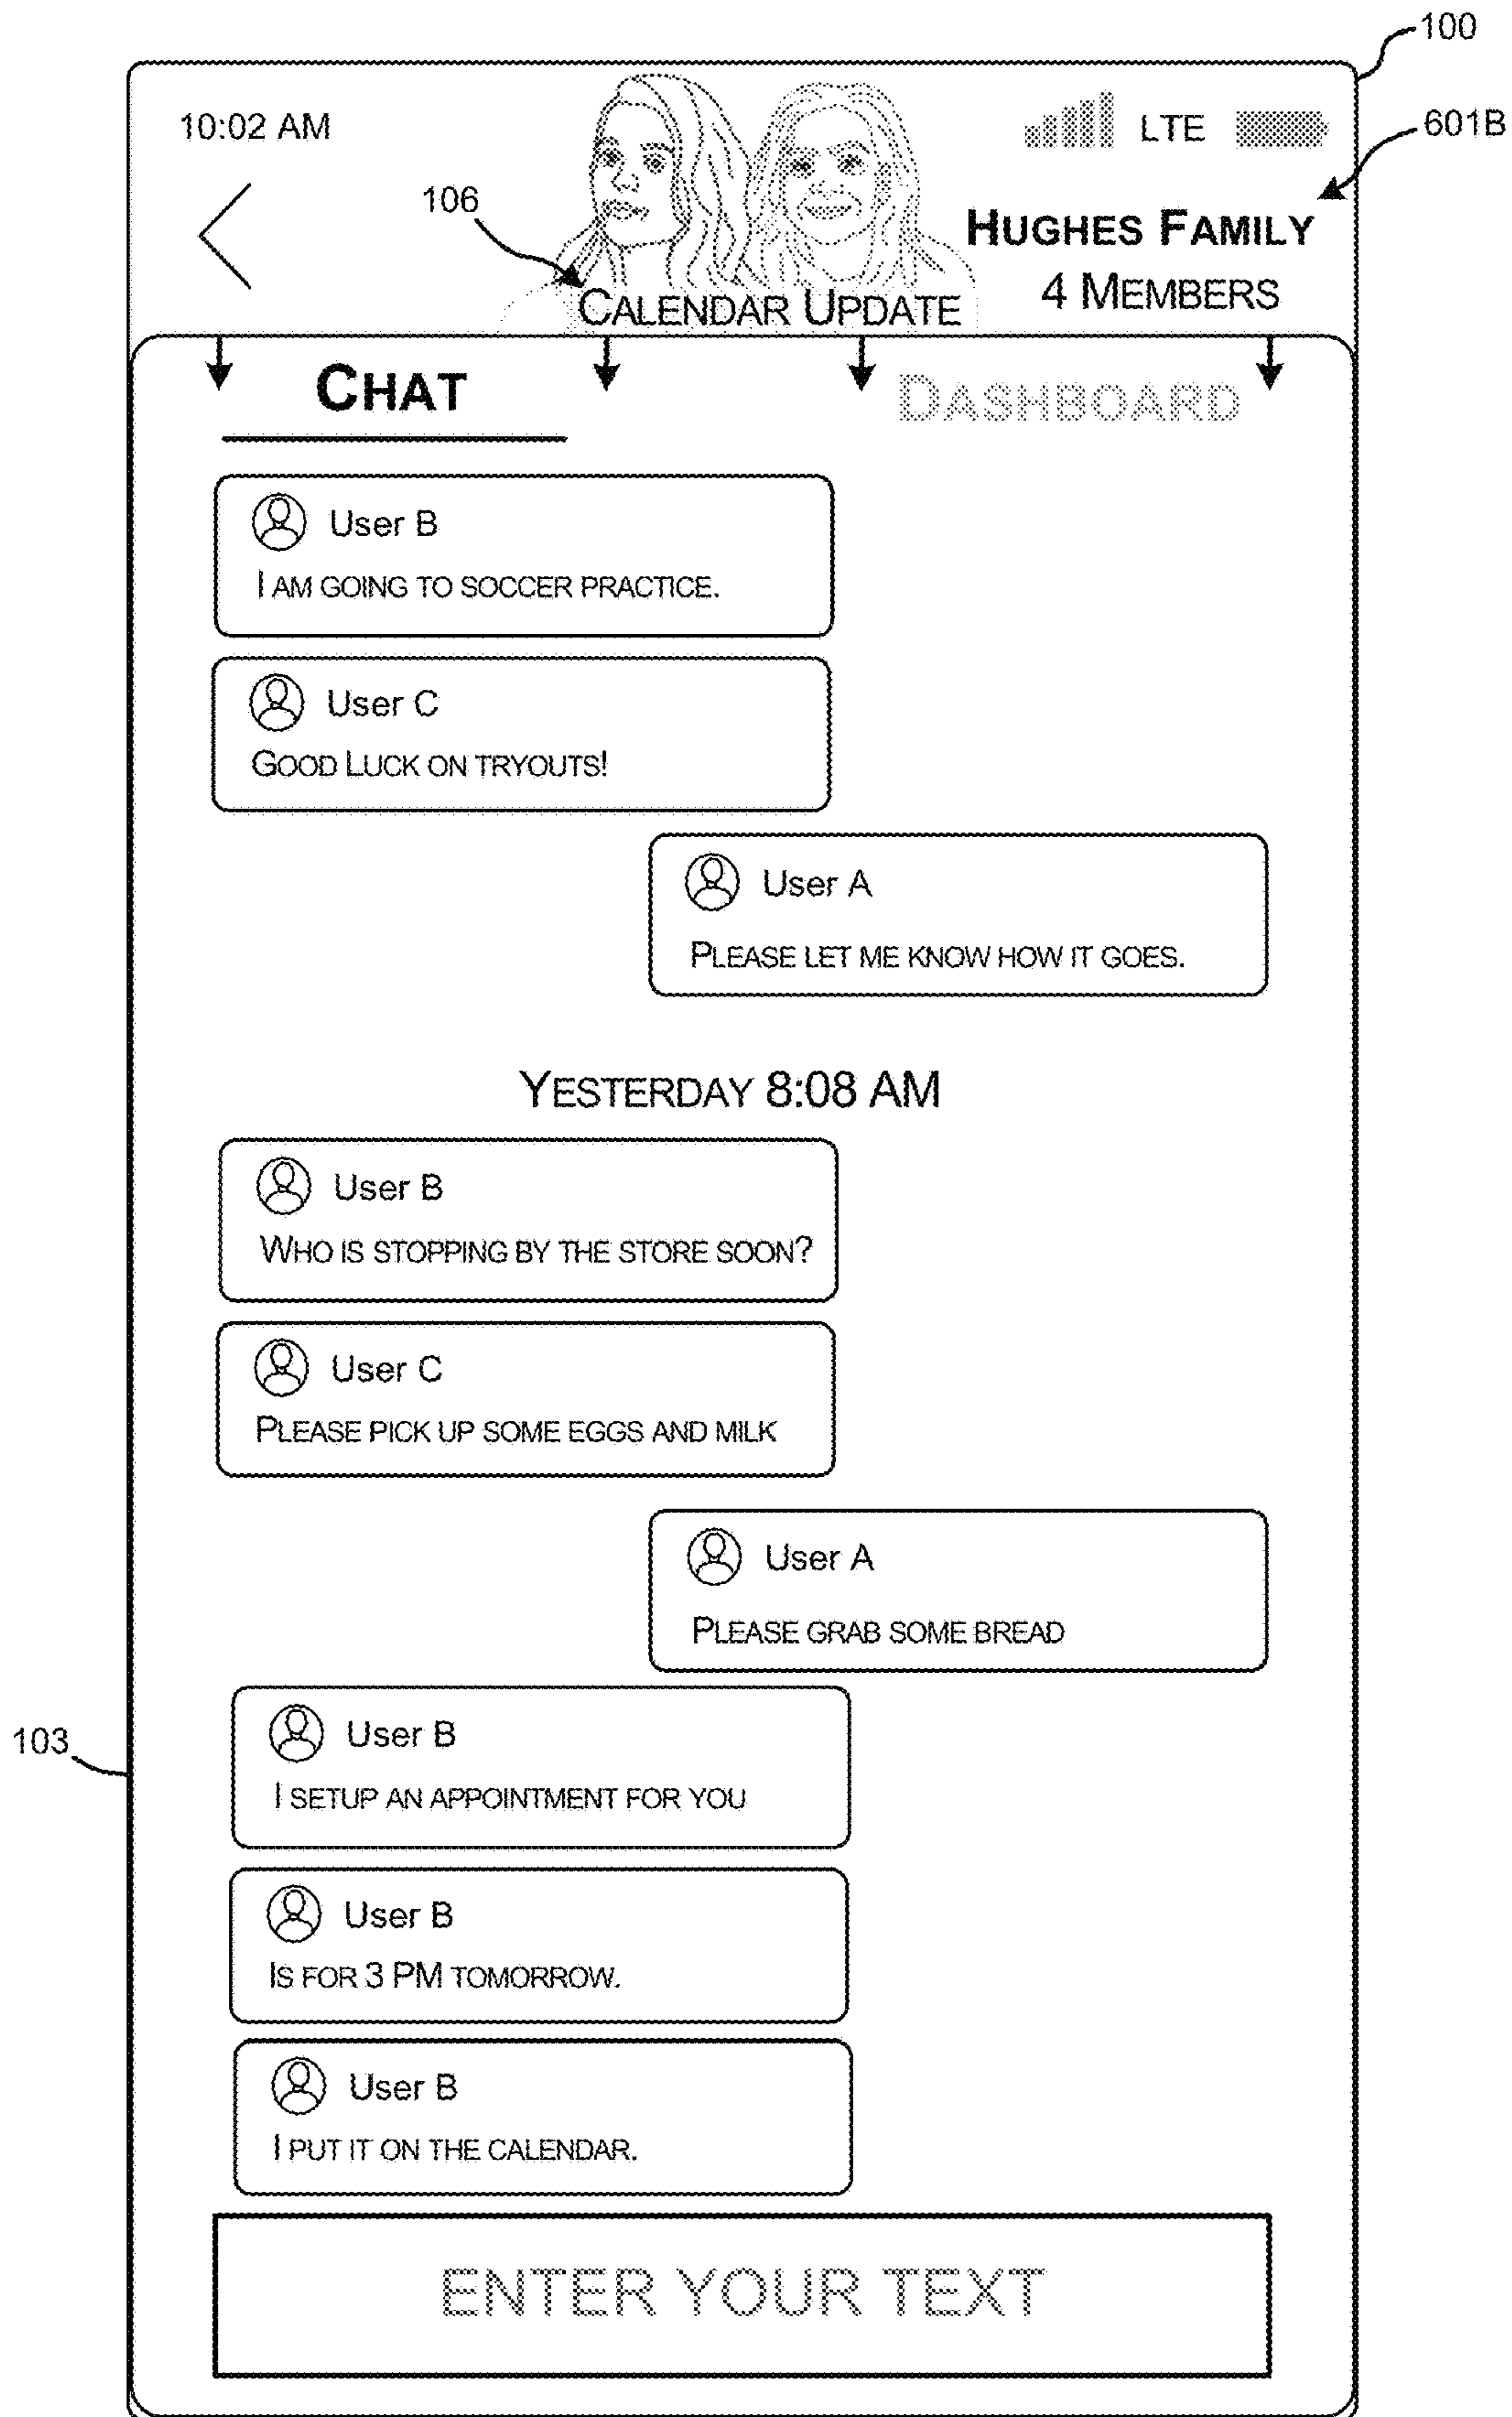 100
10:02 AM
LTE
601B
106
HUGHES FAMILY
4 MEMBERS
CALENDAR UPDATE
CHAT
DASHBOARD
User B
I AM GOING TO SOCCER PRACTICE.
User C
GOOD LUCK ON TRYOUTS!
User A
PLEASE LET ME KNOW HOW IT GOES.
YESTERDAY 8:08 AM
User B
WHO IS STOPPING BY THE STORE SOON?
User C
PLEASE PICK UP SOME EGGS AND MILK
User A
PLEASE GRAB SOME BREAD
103
User B
I SETUP AN APPOINTMENT FOR YOU
User B
IS FOR 3 PM TOMORROW.
User B
I PUT IT ON THE CALENDAR.
ENTER YOUR TEXT